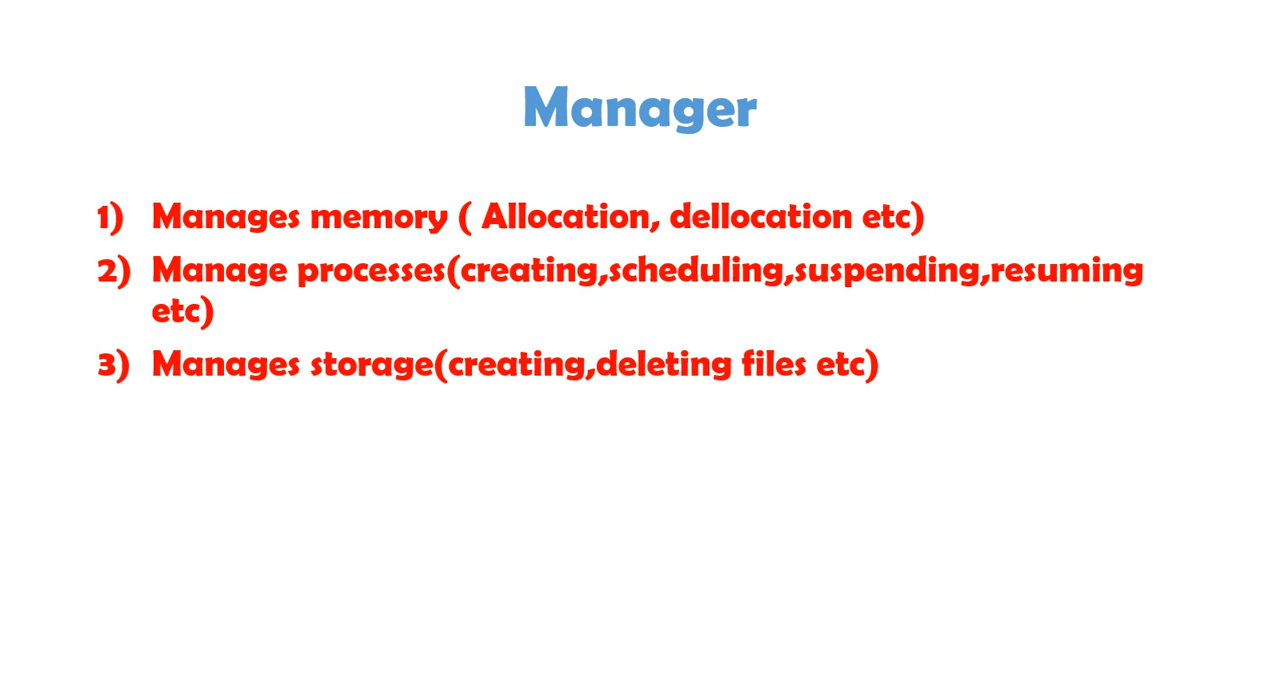 Manager
1) Manages memory ( Allocation, dellocation etc)
2) Manage processes(creating,scheduling,suspending,resuming
etc)
3) Manages storage(creating,deleting files etc)